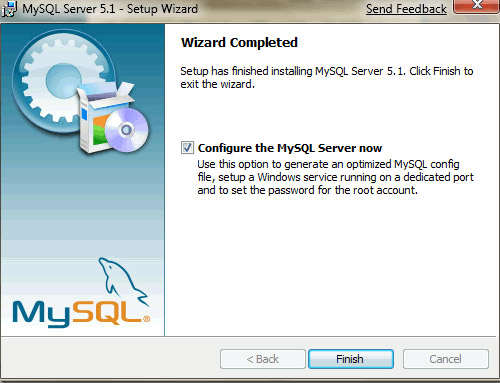 MySQL Server 5.1 - Setup Wizard
Send Feedback
Wizard Completed
Setup has finished installing MySQL Server 5.1. Click Finish to
exit the wizard.
Configure the MySQL Server now
Use this option to generate an optimized MySQL config
file, setup a Windows service running on a dedicated port
and to set the password for the root account.
MySQL®
< Back
Finish
Cancel